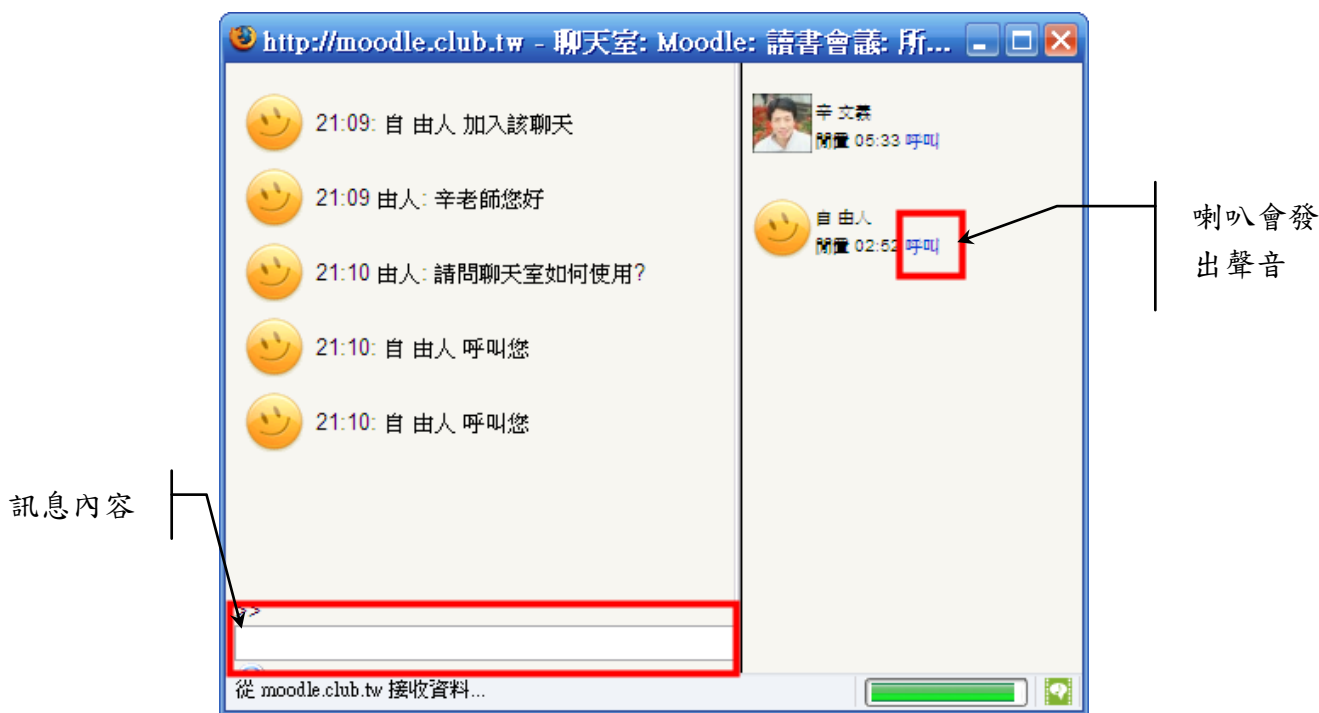 http://moodle.club.tw - 聊天室: Moodle: 讀書會議: 所...
21:09: 自 由人 加入該聊天
21:09 由人: 辛老師您好
21:10 由人: 請問聊天室如何使用?
21:10: 自 由人 呼叫您
21:10: 自 由人 呼叫您
>>
從 moodle.club.tw 接收資料...
辛 文義
閒置 05:33 呼叫
自 由人
閒置 02:52 呼叫
喇叭會發
出聲音
訊息內容